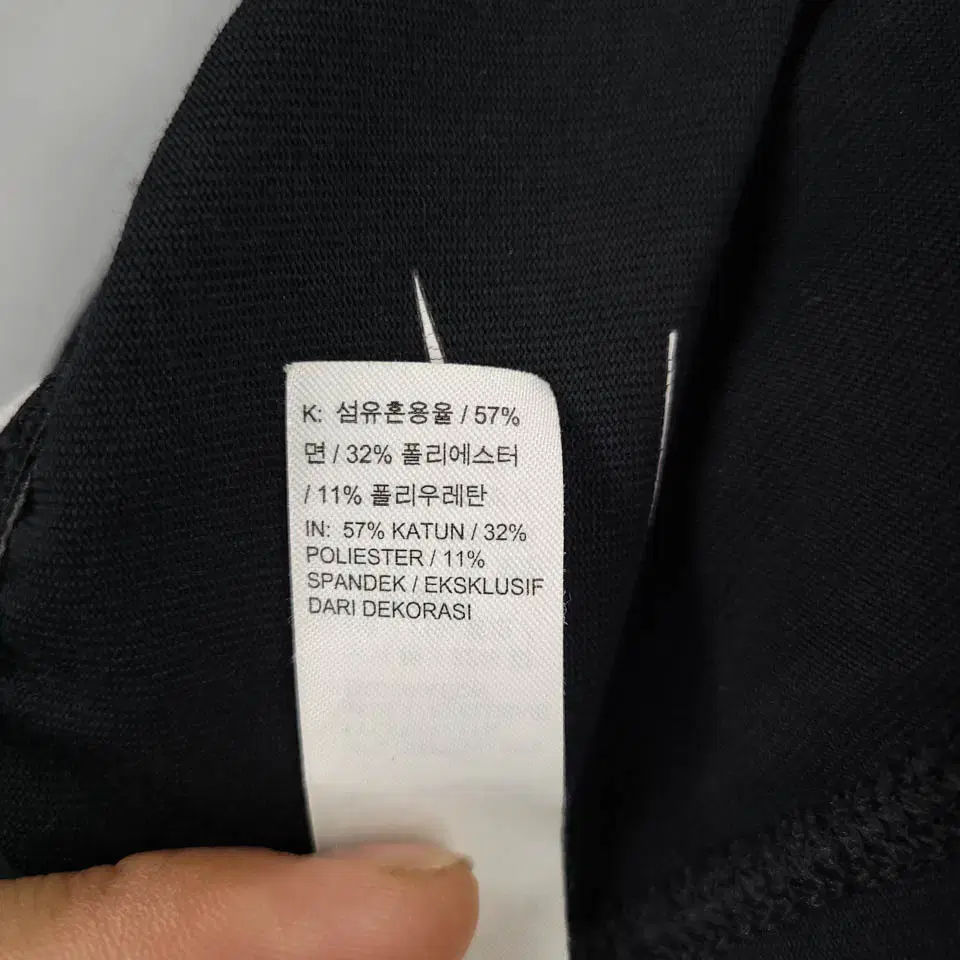 K: 섬유혼용율 / 57%
면 / 32% 폴리에스터
/ 11% 폴리우레탄
IN: 57% KATUN / 32%
POLIESTER / 11%
SPANDEK / EKSKLUSIF
DARI DEKORASI